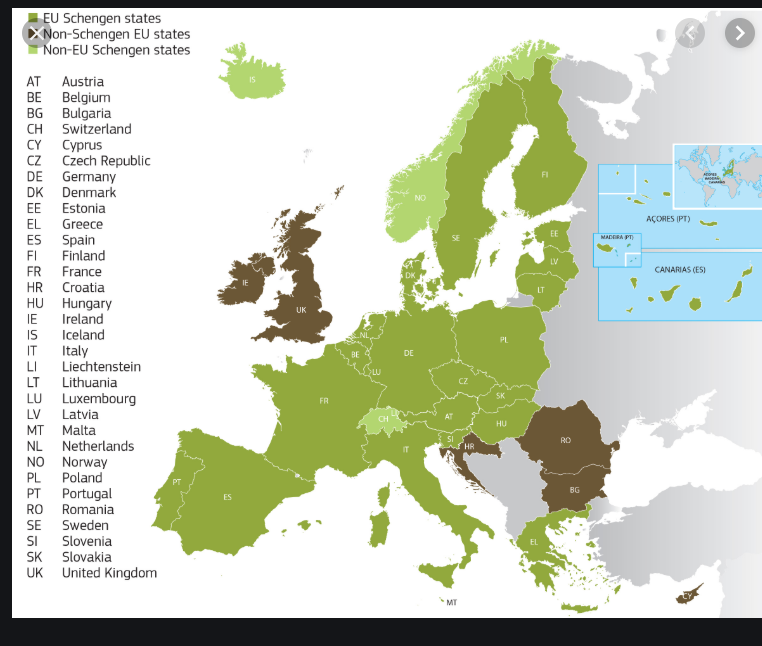 EU Schengen states
Non-Schengen EU states
Non-EU Schengen states
AT Austria
BE Belgium
BG Bulgaria
CH Switzerland
CY Cyprus
CZ Czech Republic
DE Germany
DK Denmark
EE Estonia
EL Greece
ES Spain
FI Finland
FR France
HR Croatia
HU Hungary
IE Ireland
IS Iceland
IT Italy
LI Liechtenstein
LT Lithuania
LU Luxembourg
LV Latvia
MT Malta
NL Netherlands
NO Norway
PL Poland
PT Portugal
RO Romania
SE Sweden
SI Slovenia
SK Slovakia
UK United Kingdom
IS
NO
SE
FI
EE
LV
LT
DK
IE
UK
NL
BE
LU
DE
PL
CZ
SK
FR
CH
AT
HU
SI
HR
RO
IT
BG
PT
ES
EL
MT
CY
AÇORES (PT)
MADEIRA (PT)
CANARIAS (ES)